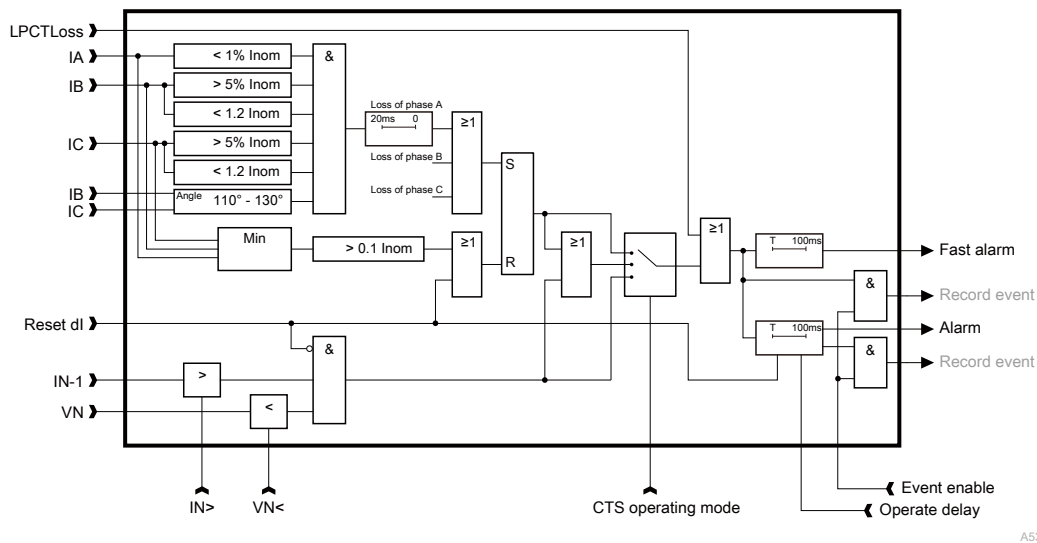 LPCTLoss
IA
< 1% Inom
&
IB
> 5% Inom
< 1.2 Inom
Loss of phase A
20ms 0
≥1
IC
> 5% Inom
Loss of phase B
S
< 1.2 Inom
Loss of phase C
IB
IC
Angle
110° - 130°
Min
> 0.1 Inom
≥1
R
≥1
≥1
T 100ms
Fast alarm
&
Record event
Reset dI
T 100ms
Alarm
&
&
Record event
IN-1
>
VN
<
IN>
VN<
CTS operating mode
Event enable
Operate delay